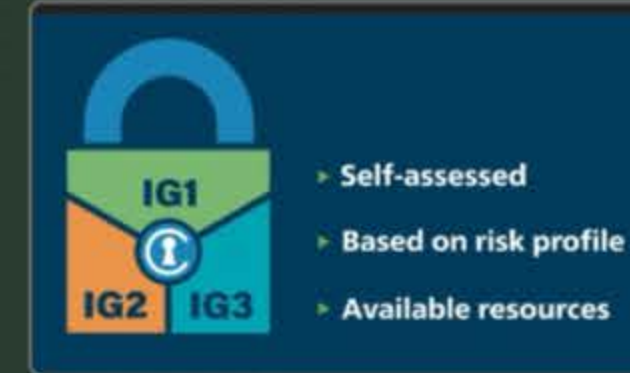 IG1
IG2
IG3
Self-assessed
Based on risk profile
Available resources